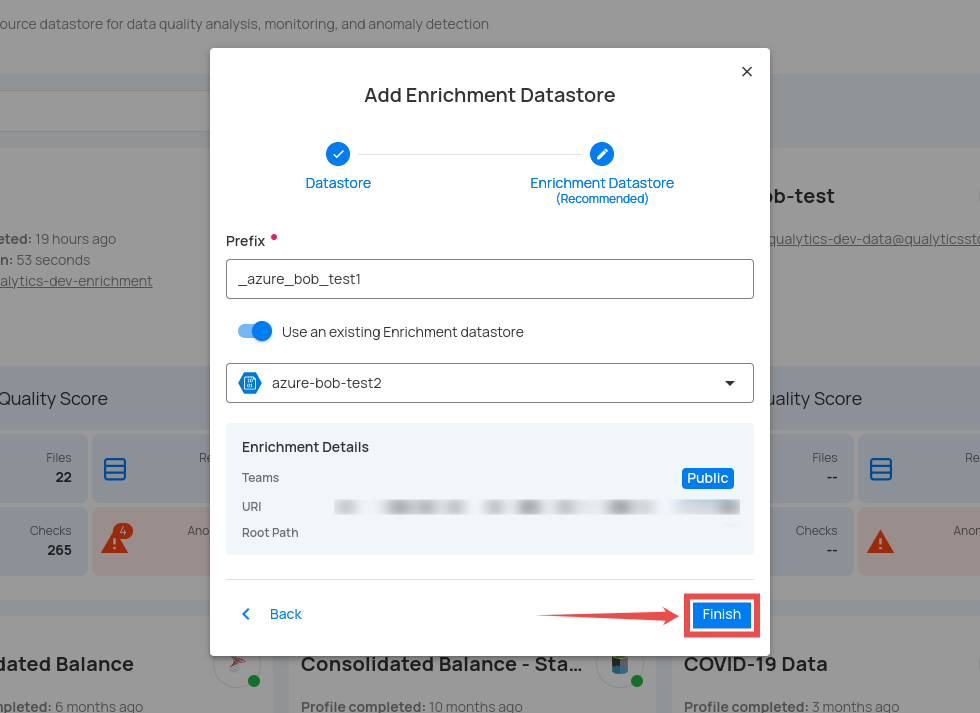 ource datastore for data quality analysis, monitoring, and anomaly detection
Add Enrichment Datastore
Datastore
Enrichment Datastore
(Recommended)
ob-test
eted: 19 hours ago
n: 53 seconds
alytics-dev-enrichment
qualytics-dev-data@qualyticssto
Prefix
_azure_bob_test1
Use an existing Enrichment datastore
azure-bob-test2
Quality Score
uality Score
Enrichment Details
Teams
Public
URI
Root Path
Files
22
Re
Checks
265
4
Ano
Files
--
Re
Checks
--
Anom
Back
Finish
dated Balance
Consolidated Balance - Sta...
COVID-19 Data
mpleted: 6 months ago
Profile completed: 10 months ago
Profile completed: 3 months ago